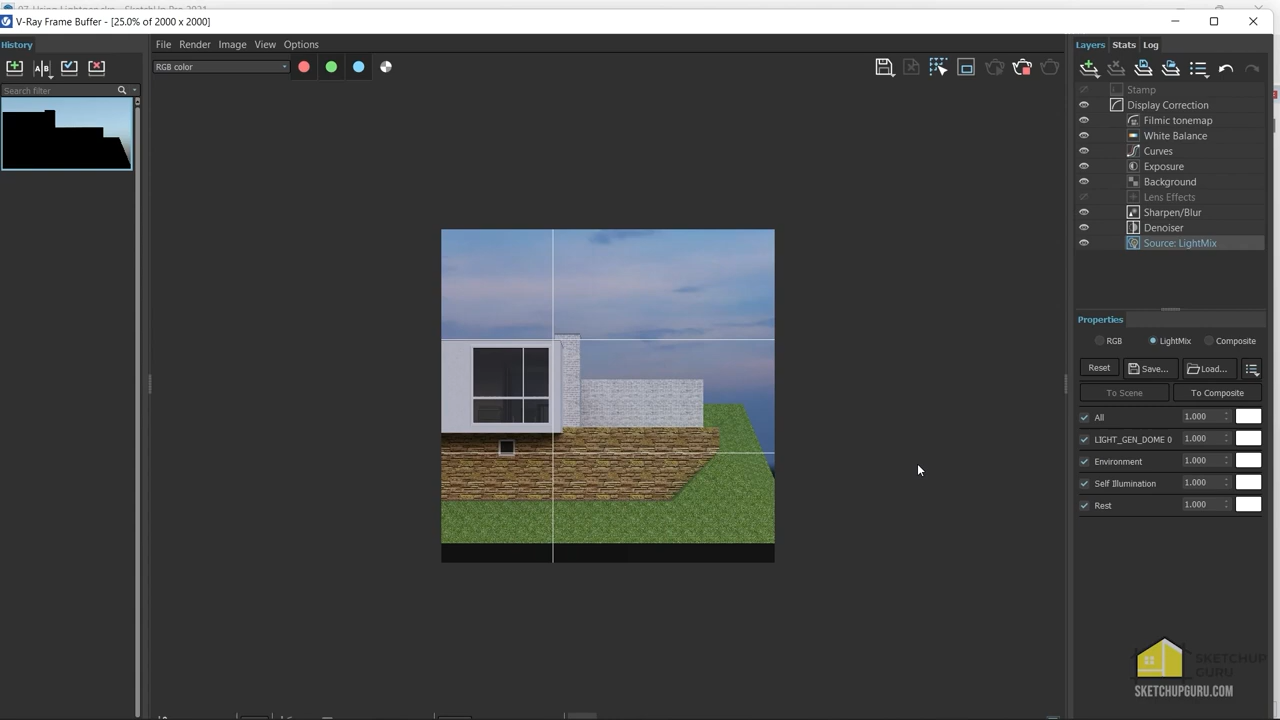 V-Ray Frame Buffer - [25.0% of 2000 x 2000]
History
File Render Image View Options
Layers Stats Log
RGB color
Search filter
Stamp
Display Correction
Filmic tonemap
White Balance
Curves
Exposure
Background
Lens Effects
Sharpen/Blur
Denoiser
Source: LightMix
Properties
RGB LightMix Composite
Reset Save... Load...
To Scene To Composite
All 1.000
LIGHT_GEN_DOME 0 1.000
Environment 1.000
Self Illumination 1.000
Rest 1.000
SKETCHUP
GURU
SKETCHUPGURU.COM